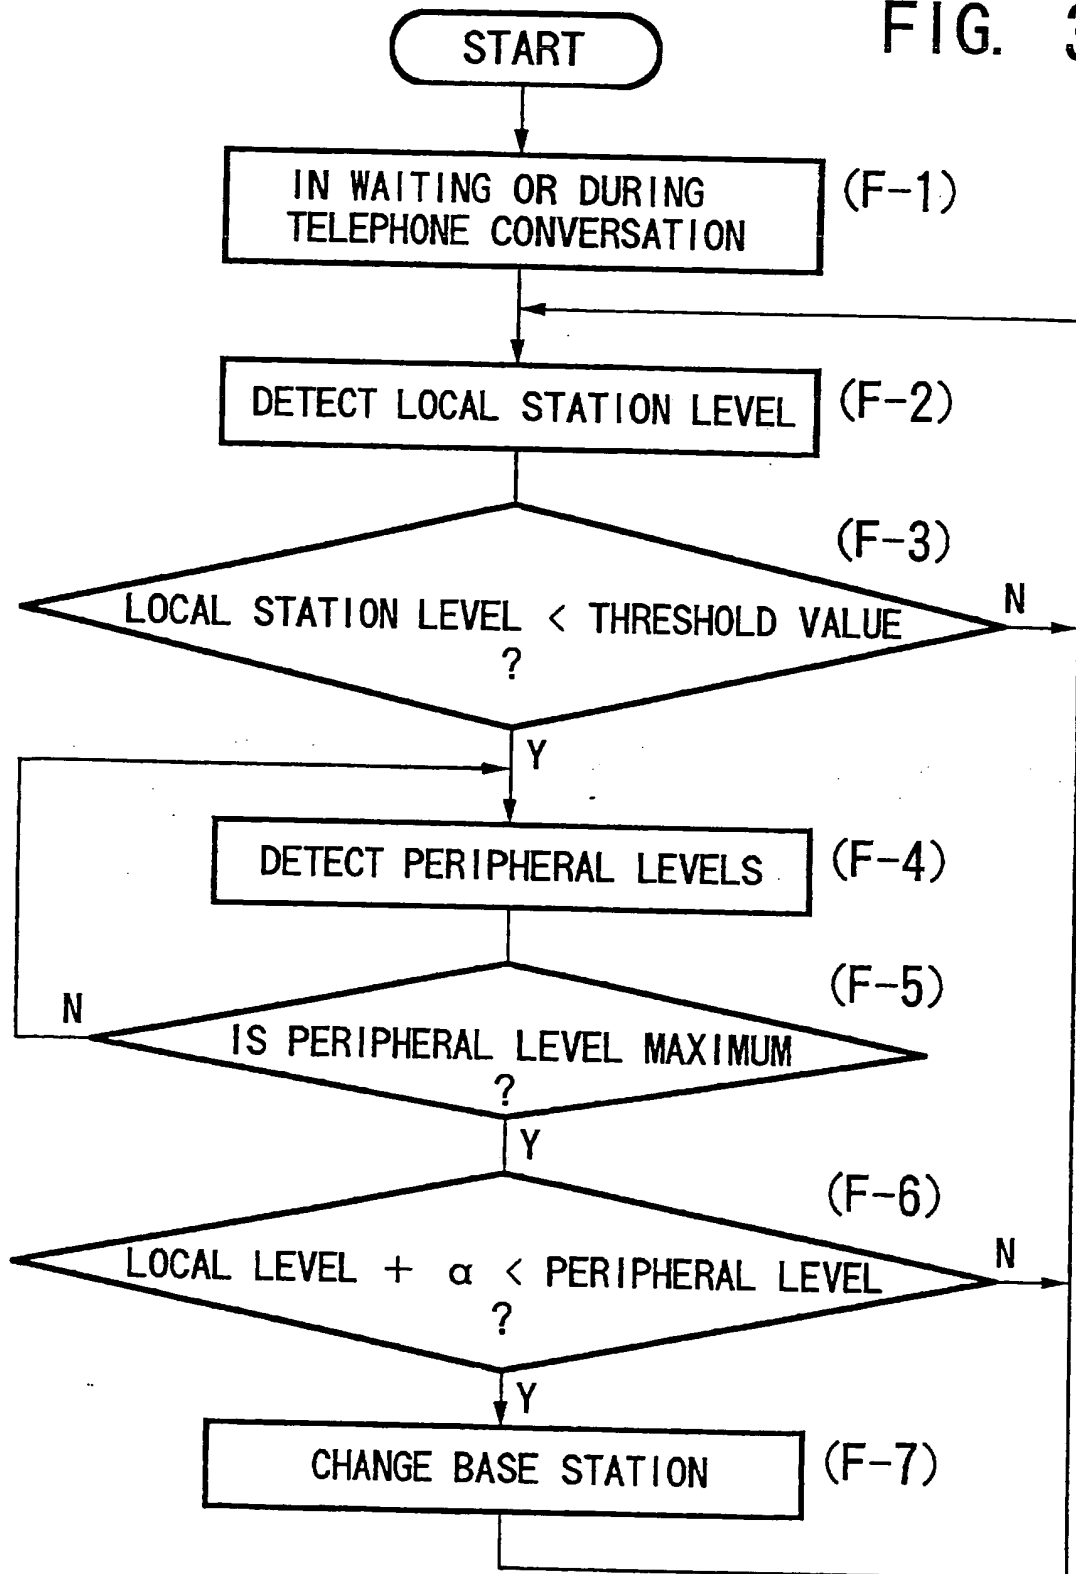 FIG. 3
START
IN WAITING OR DURING
TELEPHONE CONVERSATION
(F-1)
DETECT LOCAL STATION LEVEL
(F-2)
(F-3)
LOCAL STATION LEVEL < THRESHOLD VALUE
?
N
Y
DETECT PERIPHERAL LEVELS
(F-4)
(F-5)
N
IS PERIPHERAL LEVEL MAXIMUM
?
Y
(F-6)
LOCAL LEVEL + α < PERIPHERAL LEVEL
?
N
Y
CHANGE BASE STATION
(F-7)